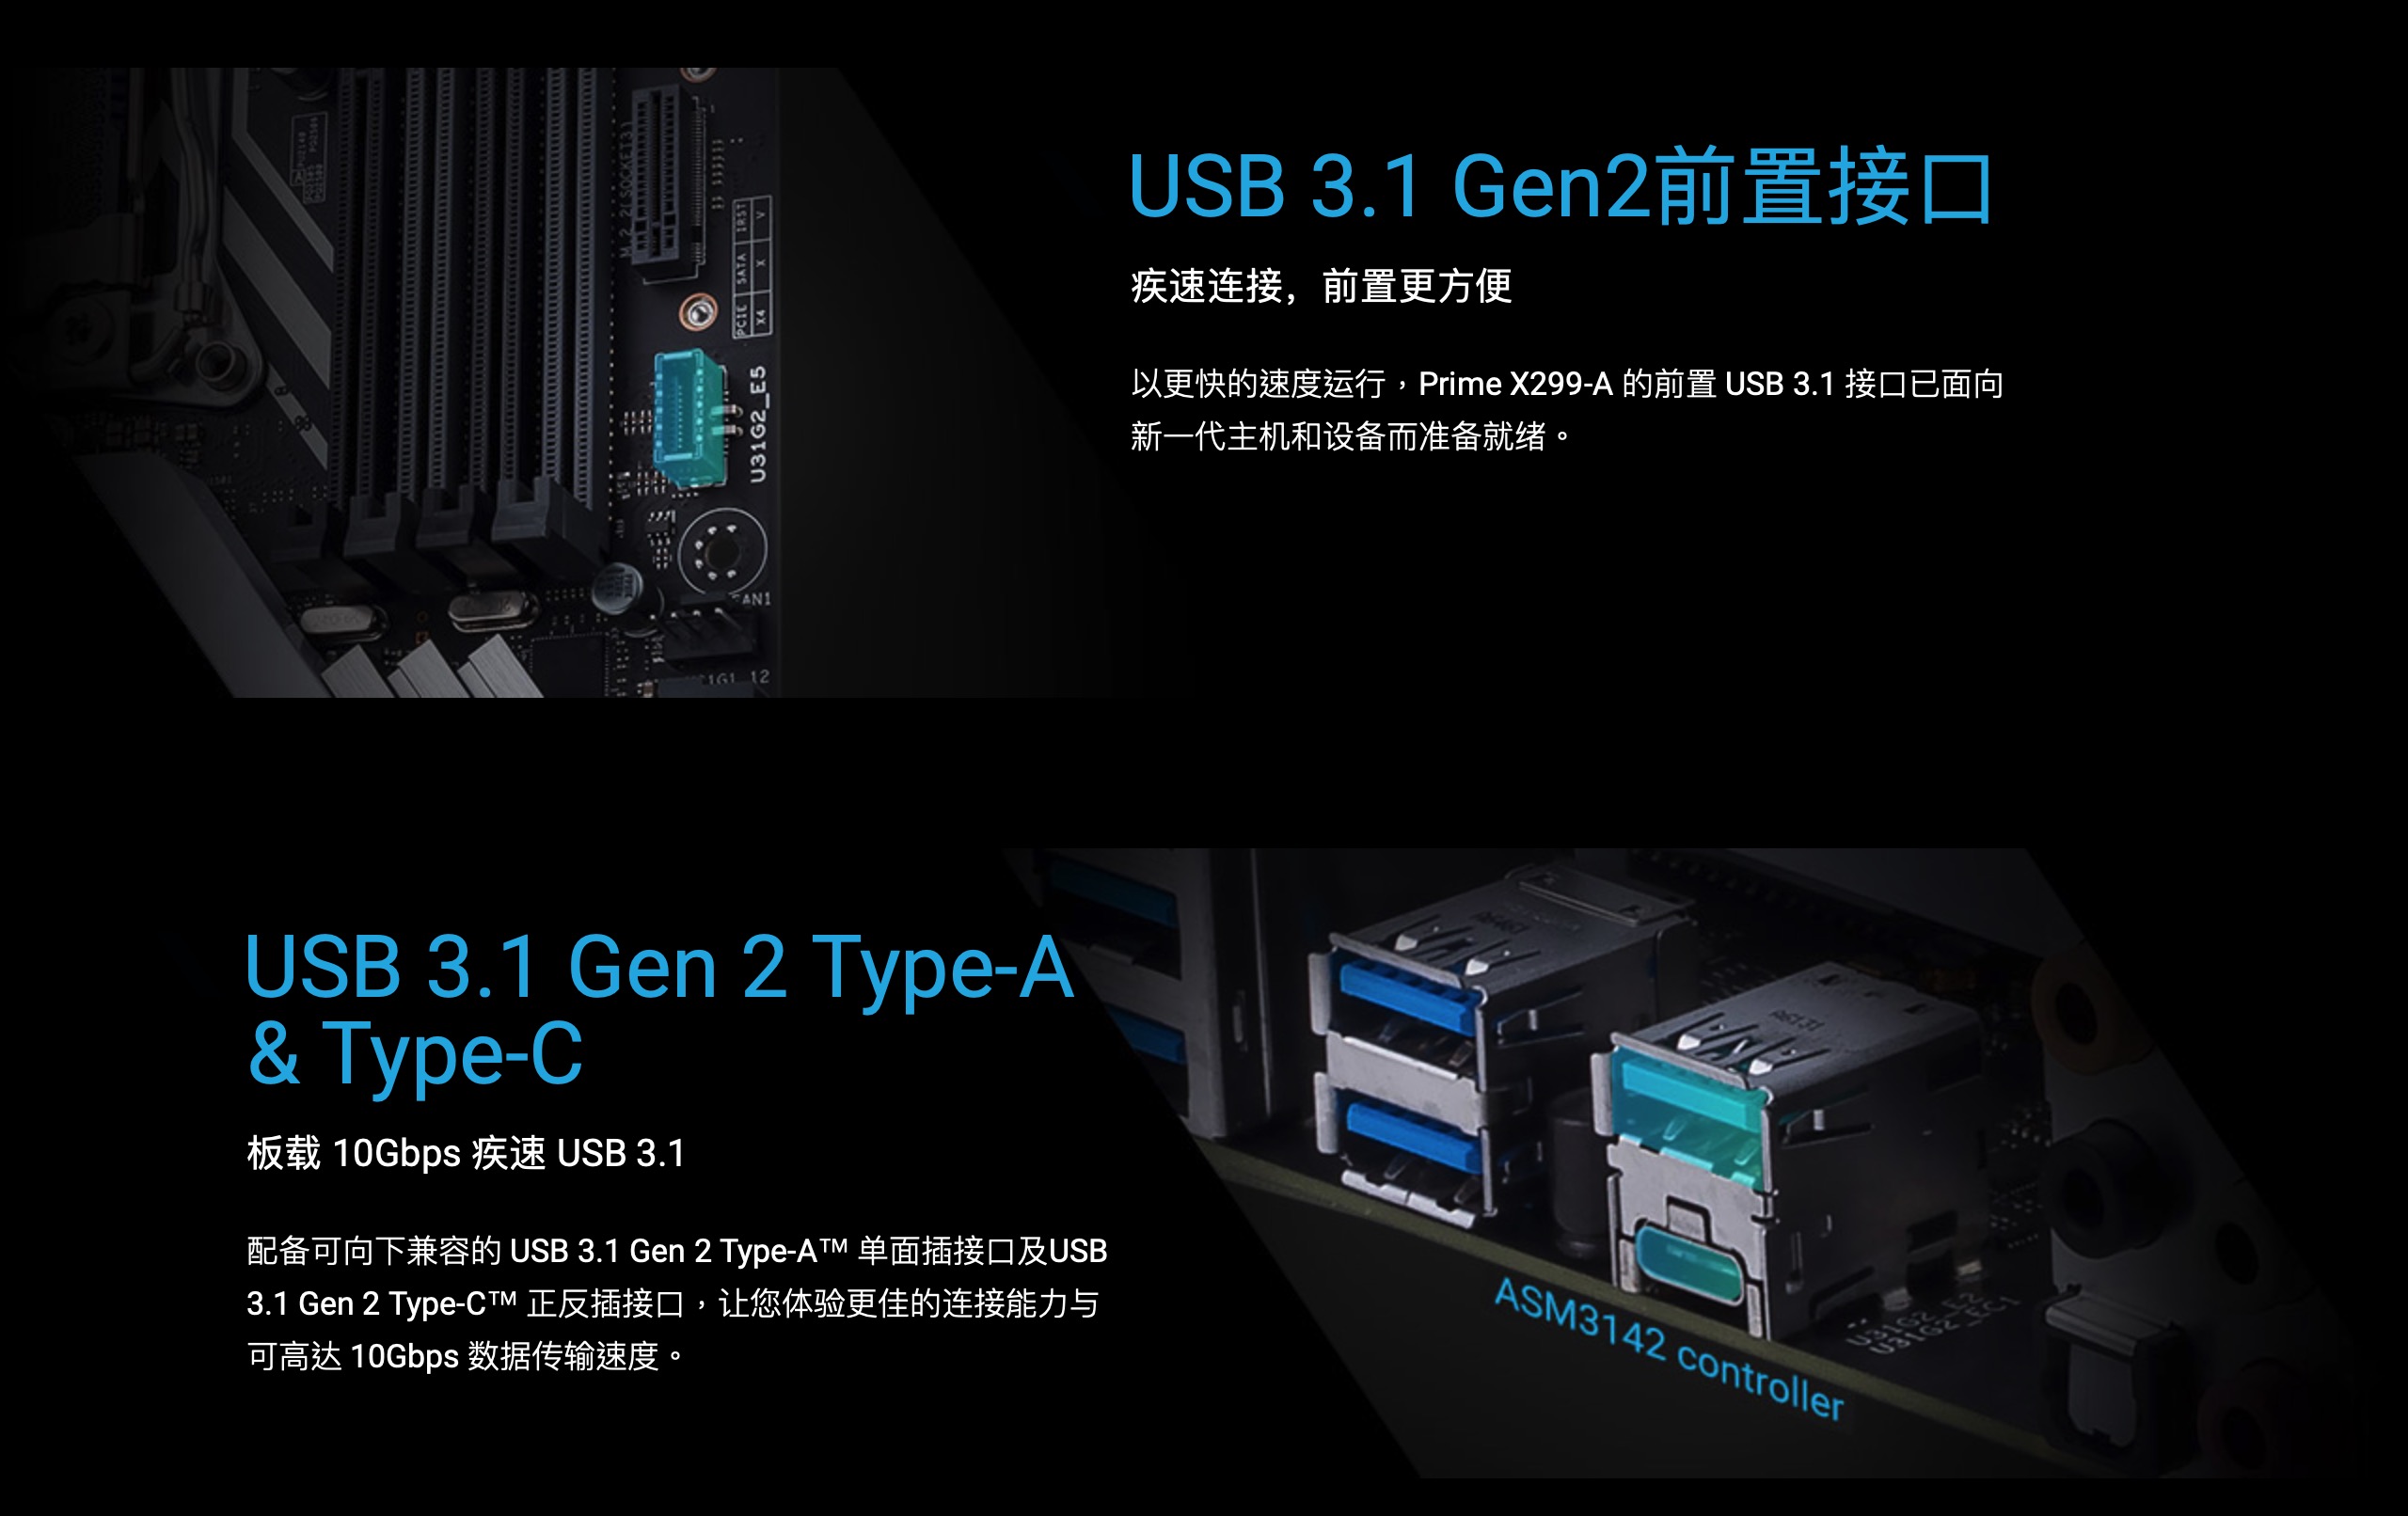 USB 3.1 Gen2前置接口
疾速连接，前置更方便
以更快的速度运行，Prime X299-A 的前置 USB 3.1 接口已面向
新一代主机和设备而准备就绪。
M.2(SOCKET3)
PCIE SATA IRST
X4 X V
U31G2_E5
USB 3.1 Gen 2 Type-A
& Type-C
板载 10Gbps 疾速 USB 3.1
配备可向下兼容的 USB 3.1 Gen 2 Type-A™ 单面插接口及USB
3.1 Gen 2 Type-C™ 正反插接口，让您体验更佳的连接能力与
可高达 10Gbps 数据传输速度。
ASM3142 controller
U31G2_E2
U31G2_EC1